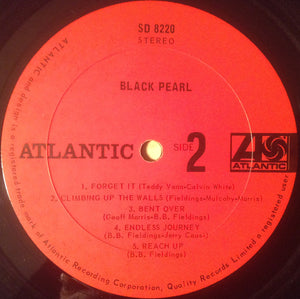 SD 8220
STEREO
BLACK PEARL
ATLANTIC
SIDE 2
ATLANTIC
1. FORGET IT (Teddy Vann-Calvin White)
2. CLIMBING UP THE WALLS (Fieldings-Mulcahy-Morris)
3. BENT OVER
(Geoff Morris-B.B. Fieldings)
4. ENDLESS JOURNEY
(B.B. Fieldings-Jerry Causi)
5. REACH UP
(B.B. Fieldings)
ATLANTIC and design is a registered trade mark of Atlantic Recording Corporation,
Quality Records Limited a registered user